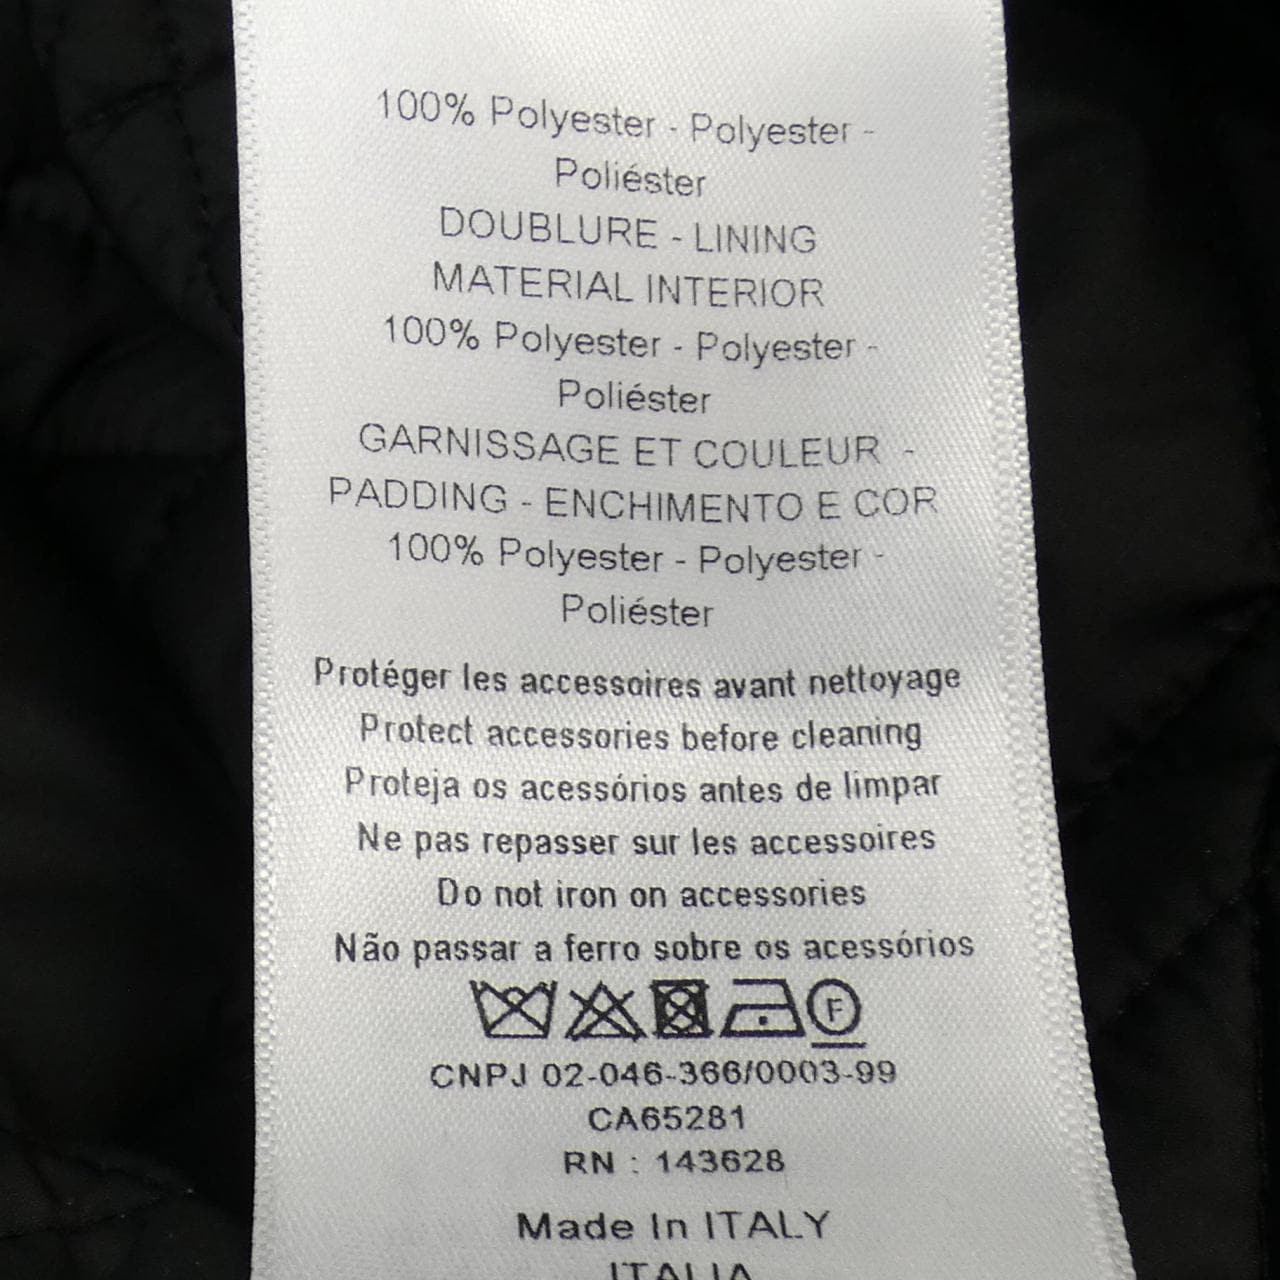 100% Polyester - Polyester -
Poliéster
DOUBLURE - LINING
MATERIAL INTERIOR
100% Polyester - Polyester -
Poliéster
GARNISSAGE ET COULEUR -
PADDING - ENCHIMENTO E COR
100% Polyester - Polyester -
Poliéster
Protéger les accessoires avant nettoyage
Protect accessories before cleaning
Proteja os acessórios antes de limpar
Ne pas repasser sur les accessoires
Do not iron on accessories
Não passar a ferro sobre os acessórios
F
CNPJ 02-046-366/0003-99
CA65281
RN : 143628
Made In ITALY
ITALIA